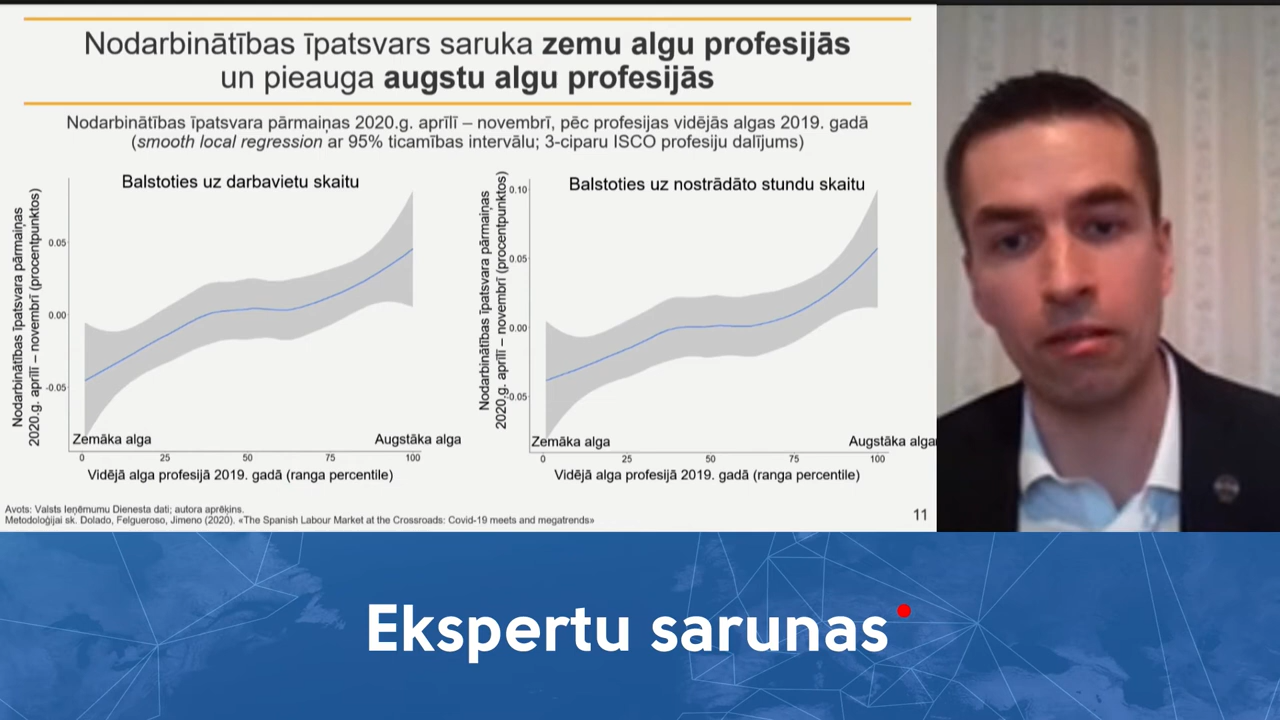 Nodarbinātības īpatsvars saruka zemu algu profesijās
un pieauga augstu algu profesijās
Nodarbinātības īpatsvara pārmaiņas 2020.g. aprīlī – novembrī, pēc profesijas vidējās algas 2019. gadā
(smooth local regression ar 95% ticamības intervālu; 3-ciparu ISCO profesiju dalījums)
Balstoties uz darbavietu skaitu
Nodarbinātības īpatsvara pārmaiņas
2020.g. aprīlī – novembrī (procentpunktos)
0.05
0.00
-0.05
Zemāka alga
Augstāka alga
0 25 50 75 100
Vidējā alga profesijā 2019. gadā (ranga percentile)
Balstoties uz nostrādāto stundu skaitu
Nodarbinātības īpatsvara pārmaiņas
2020.g. aprīlī – novembrī (procentpunktos)
0.10
0.05
0.00
-0.05
Zemāka alga
Augstāka alga
0 25 50 75 100
Vidējā alga profesijā 2019. gadā (ranga percentile)
Avots: Valsts Ieņēmumu Dienesta dati; autora aprēķins.
Metodoloģijai sk. Dolado, Felgueroso, Jimeno (2020). «The Spanish Labour Market at the Crossroads: Covid-19 meets and megatrends»
11
Ekspertu sarunas